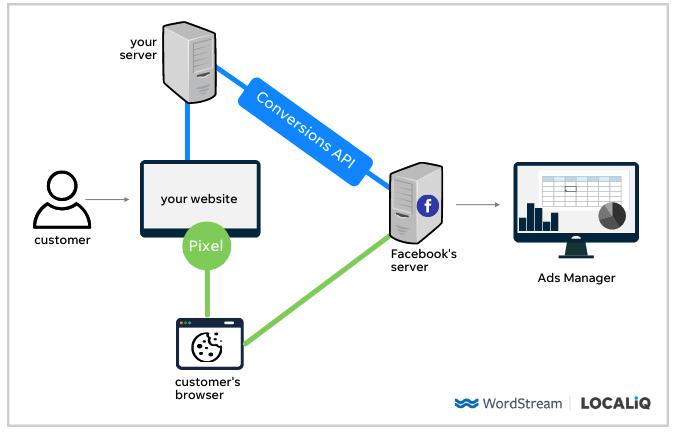 your
server
Conversions API
your website
customer
Pixel
Facebook's
server
Ads Manager
customer's
browser
WordStream | LOCALiQ